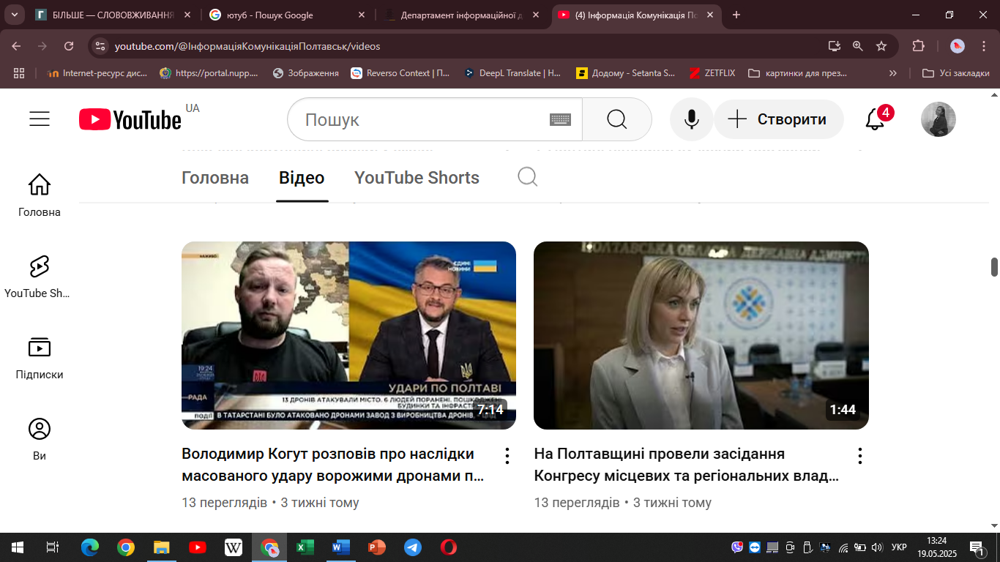 БІЛЬШЕ — СЛОВОВЖИВАННЯ
ютуб - Пошук Google
Департамент інформаційної д
(4) Інформація Комунікація По
youtube.com/@ІнформаціяКомунікаціяПолтавськ/videos
Internet-ресурс дис...
https://portal.nupp....
Зображення
Reverso Context | П...
DeepL Translate | Н...
Додому - Setanta S...
ZETFLIX
картинки для през...
Усі закладки
YouTube
UA
Пошук
Створити
4
Головна
Відео
YouTube Shorts
Головна
YouTube Sh...
Підписки
Ви
НАЖИВО
ЄДИНІ
НОВИНИ
19:24
РАДА
УДАРИ ПО ПОЛТАВІ
13 ДРОНІВ АТАКУВАЛИ МІСТО. 6 ЛЮДЕЙ ПОРАНЕНІ. ПОШКОДЖЕНІ
БУДИНКИ ТА ІНФРАСТР
ПОДІЇ
В ТАТАРСТАНІ БУЛО АТАКОВАНО ДРОНАМИ ЗАВОД З ВИРОБНИЦТВА ДРОНІВ.
7:14
ПОЛТАВСЬКА ОБЛАСНА ДЕРЖАВНА АДМІНІСТР
1:44
Володимир Когут розповів про наслідки
масованого удару ворожими дронами п...
13 переглядів • 3 тижні тому
На Полтавщині провели засідання
Конгресу місцевих та регіональних влад...
13 переглядів • 3 тижні тому
УКР
13:24
19.05.2025
1